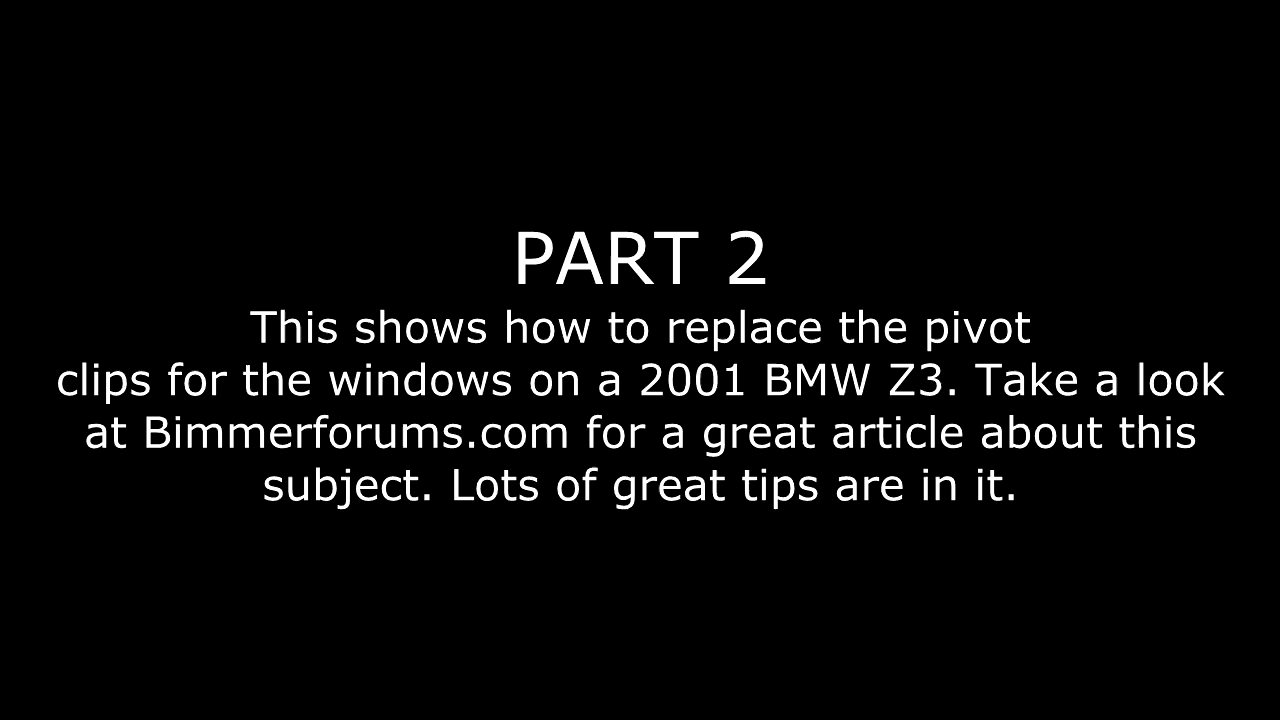 PART 2
This shows how to replace the pivot
clips for the windows on a 2001 BMW Z3. Take a look
at Bimmerforums.com for a great article about this
subject. Lots of great tips are in it.